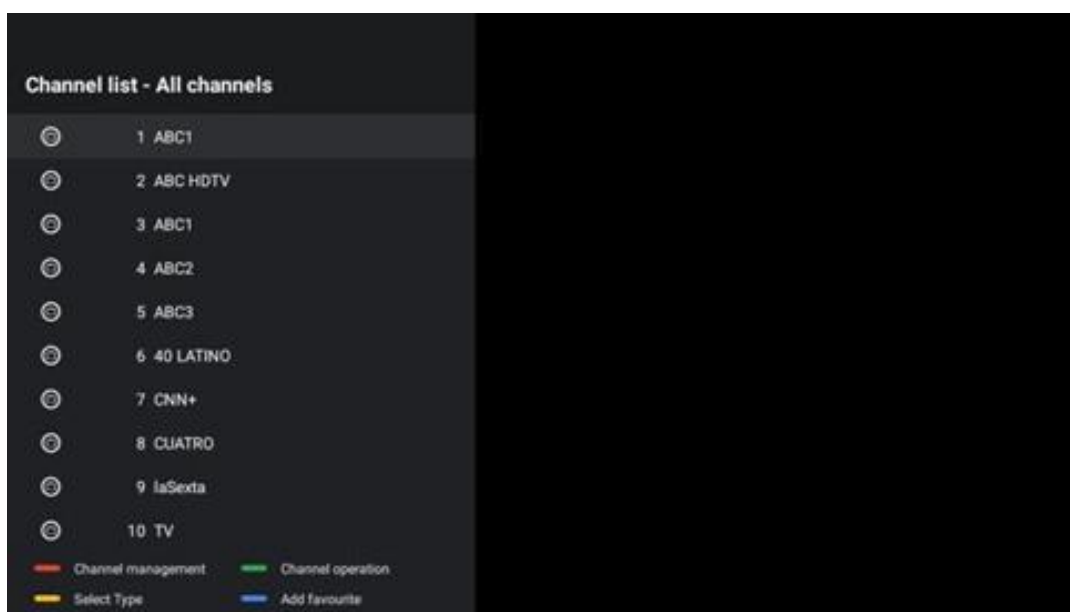 Channel list - All channels
1 ABC1
2 ABC HDTV
3 ABC1
4 ABC2
5 ABC3
6 40 LATINO
7 CNN+
8 CUATRO
9 laSexta
10 TV
Channel management Channel operation
Select Type Add favourite